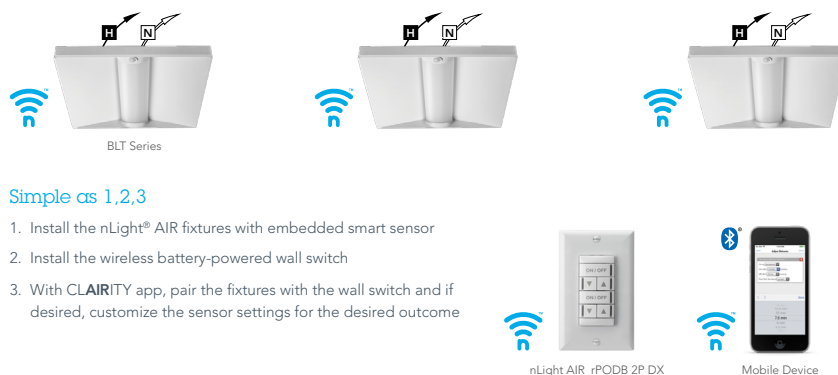 H N H N H N
n n n
BLT Series
Simple as 1,2,3
1. Install the nLight® AIR fixtures with embedded smart sensor
2. Install the wireless battery-powered wall switch
3. With CLAIRITY app, pair the fixtures with the wall switch and if
desired, customize the sensor settings for the desired outcome
ON / OFF
ON / OFF
n n
nLight AIR rPODB 2P DX Mobile Device